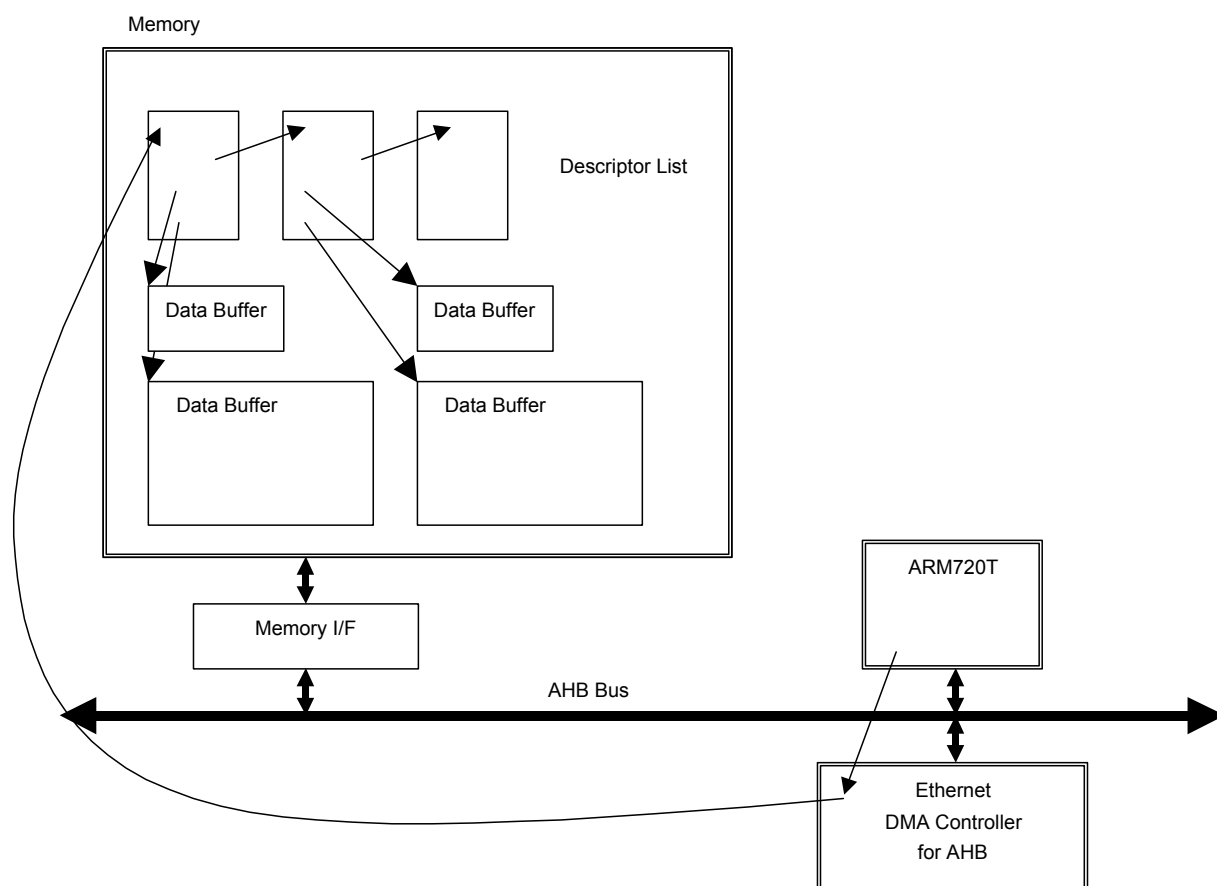 Memory
Descriptor List
Data Buffer
Data Buffer
Data Buffer
Data Buffer
ARM720T
Memory I/F
AHB Bus
Ethernet
DMA Controller
for AHB